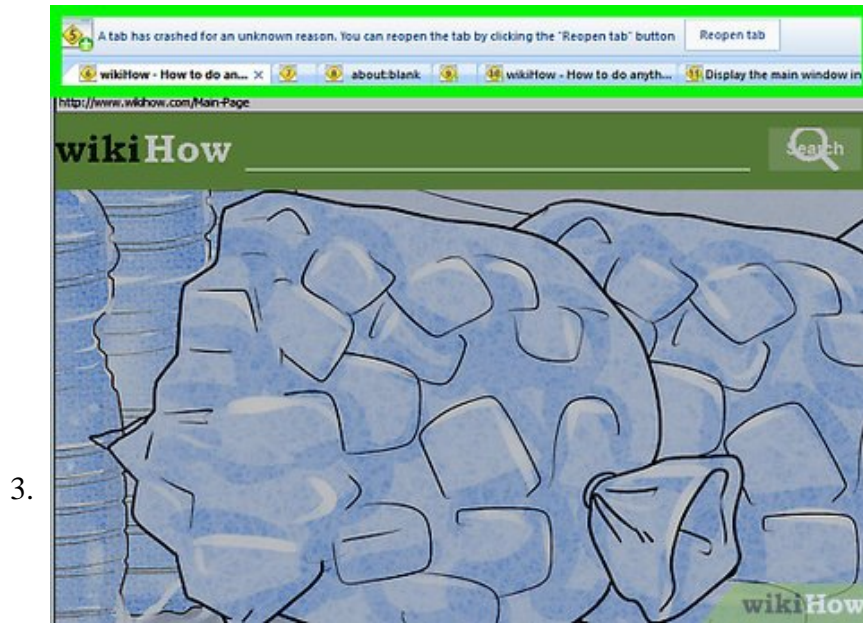 A tab has crashed for an unknown reason. You can reopen the tab by clicking the "Reopen tab" button Reopen tab
wikiHow - How to do an... about:blank wikiHow - How to do anyth... Display the main window in
http://www.wikihow.com/Main-Page
wikiHow Search
3.
wikiHow